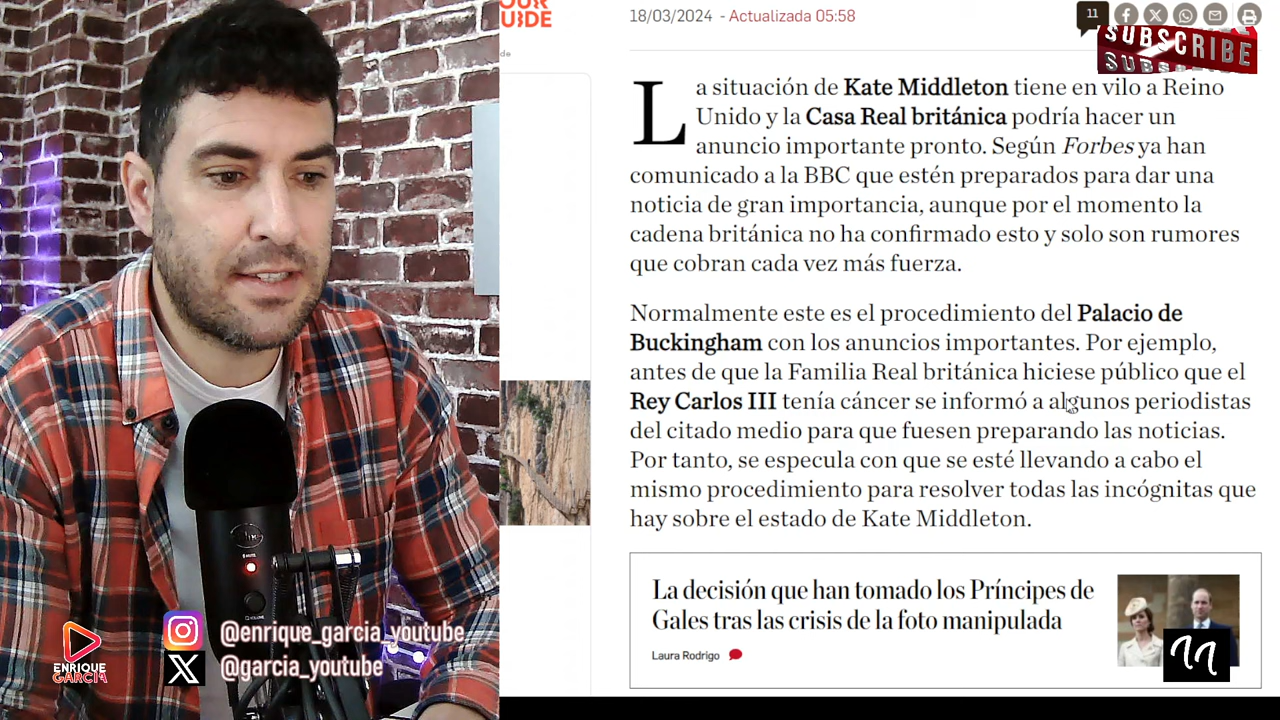 OUR
GUIDE
de
18/03/2024 - Actualizada 05:58
11
SUBSCRIBE
La situación de Kate Middleton tiene en vilo a Reino
Unido y la Casa Real británica podría hacer un
anuncio importante pronto. Según Forbes ya han
comunicado a la BBC que estén preparados para dar una
noticia de gran importancia, aunque por el momento la
cadena británica no ha confirmado esto y solo son rumores
que cobran cada vez más fuerza.
Normalmente este es el procedimiento del Palacio de
Buckingham con los anuncios importantes. Por ejemplo,
antes de que la Familia Real británica hiciese público que el
Rey Carlos III tenía cáncer se informó a algunos periodistas
del citado medio para que fuesen preparando las noticias.
Por tanto, se especula con que se esté llevando a cabo el
mismo procedimiento para resolver todas las incógnitas que
hay sobre el estado de Kate Middleton.
La decisión que han tomado los Príncipes de
Gales tras las crisis de la foto manipulada
Laura Rodrigo
ENRIQUE
GARCIA
@enrique_garcia_youtube
@garcia_youtube